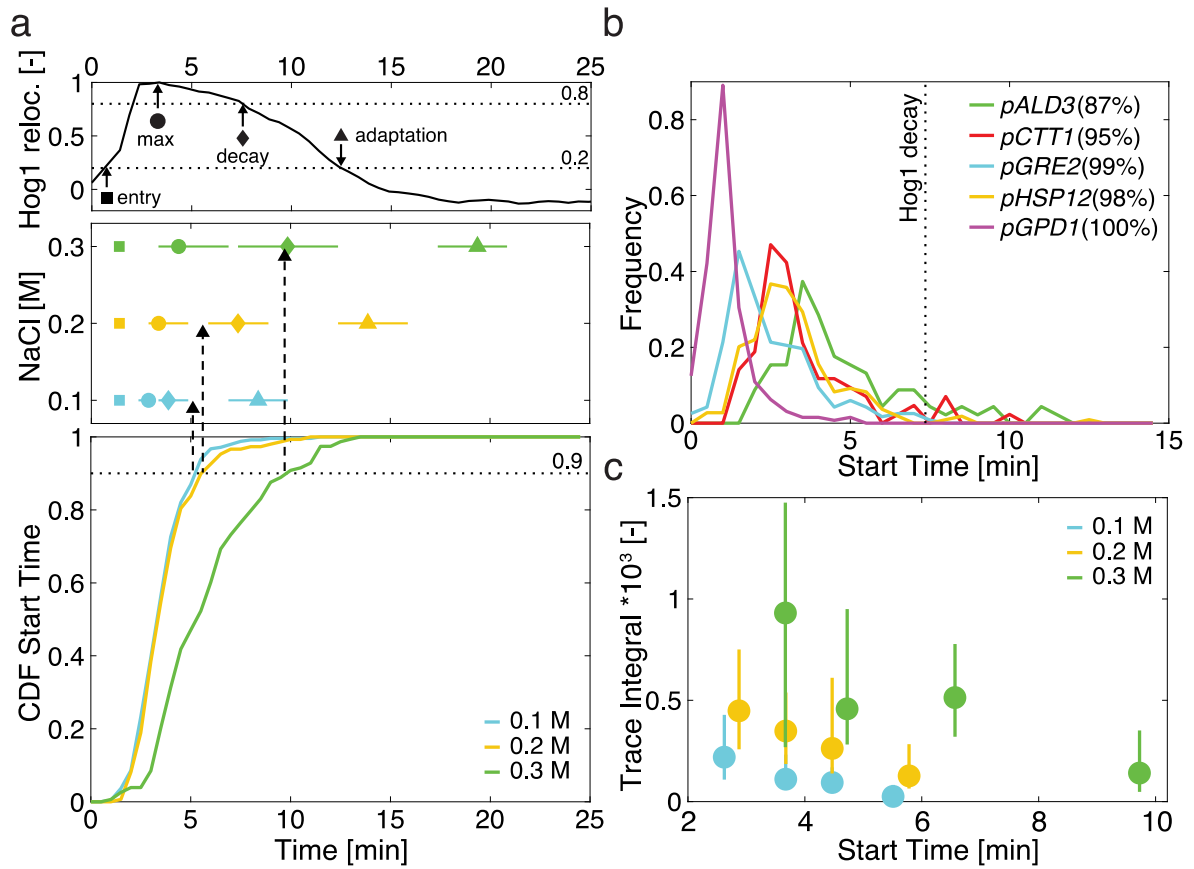 a
0 5 10 15 20 25
Hog1 reloc. [-]
1
0.5
0
0.8
0.2
max
decay
adaptation
entry
NaCl [M]
0.3
0.2
0.1
CDF Start Time
1
0.8
0.6
0.4
0.2
0
0.9
0.1 M
0.2 M
0.3 M
0 5 10 15 20 25
Time [min]
b
Frequency
0.8
0.6
0.4
0.2
0
Hog1 decay
pALD3(87%)
pCTT1(95%)
pGRE2(99%)
pHSP12(98%)
pGPD1(100%)
0 5 10 15
Start Time [min]
c
Trace Integral *10³ [-]
1.5
1
0.5
0
0.1 M
0.2 M
0.3 M
2 4 6 8 10
Start Time [min]